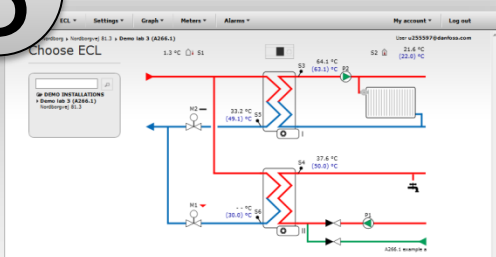 ECL Settings Graph Meters Alarms My account Log out
Nordborg Nordborgvej 81.3 Demo lab 3 (A266.1) User u255597@danfoss.com
Choose ECL
1.3 °C S1
S2 21.6 °C
(22.0) °C
S3 64.1 °C
(63.1) °C P2
DEMO INSTALLATIONS
Demo lab 3 (A266.1)
Nordborgvej 81.3
M2
33.2 °C
(49.1) °C S5
I
S4 37.6 °C
(50.0) °C
M1
- - °C
(30.0) °C S6
P1
II
A266.1 example a